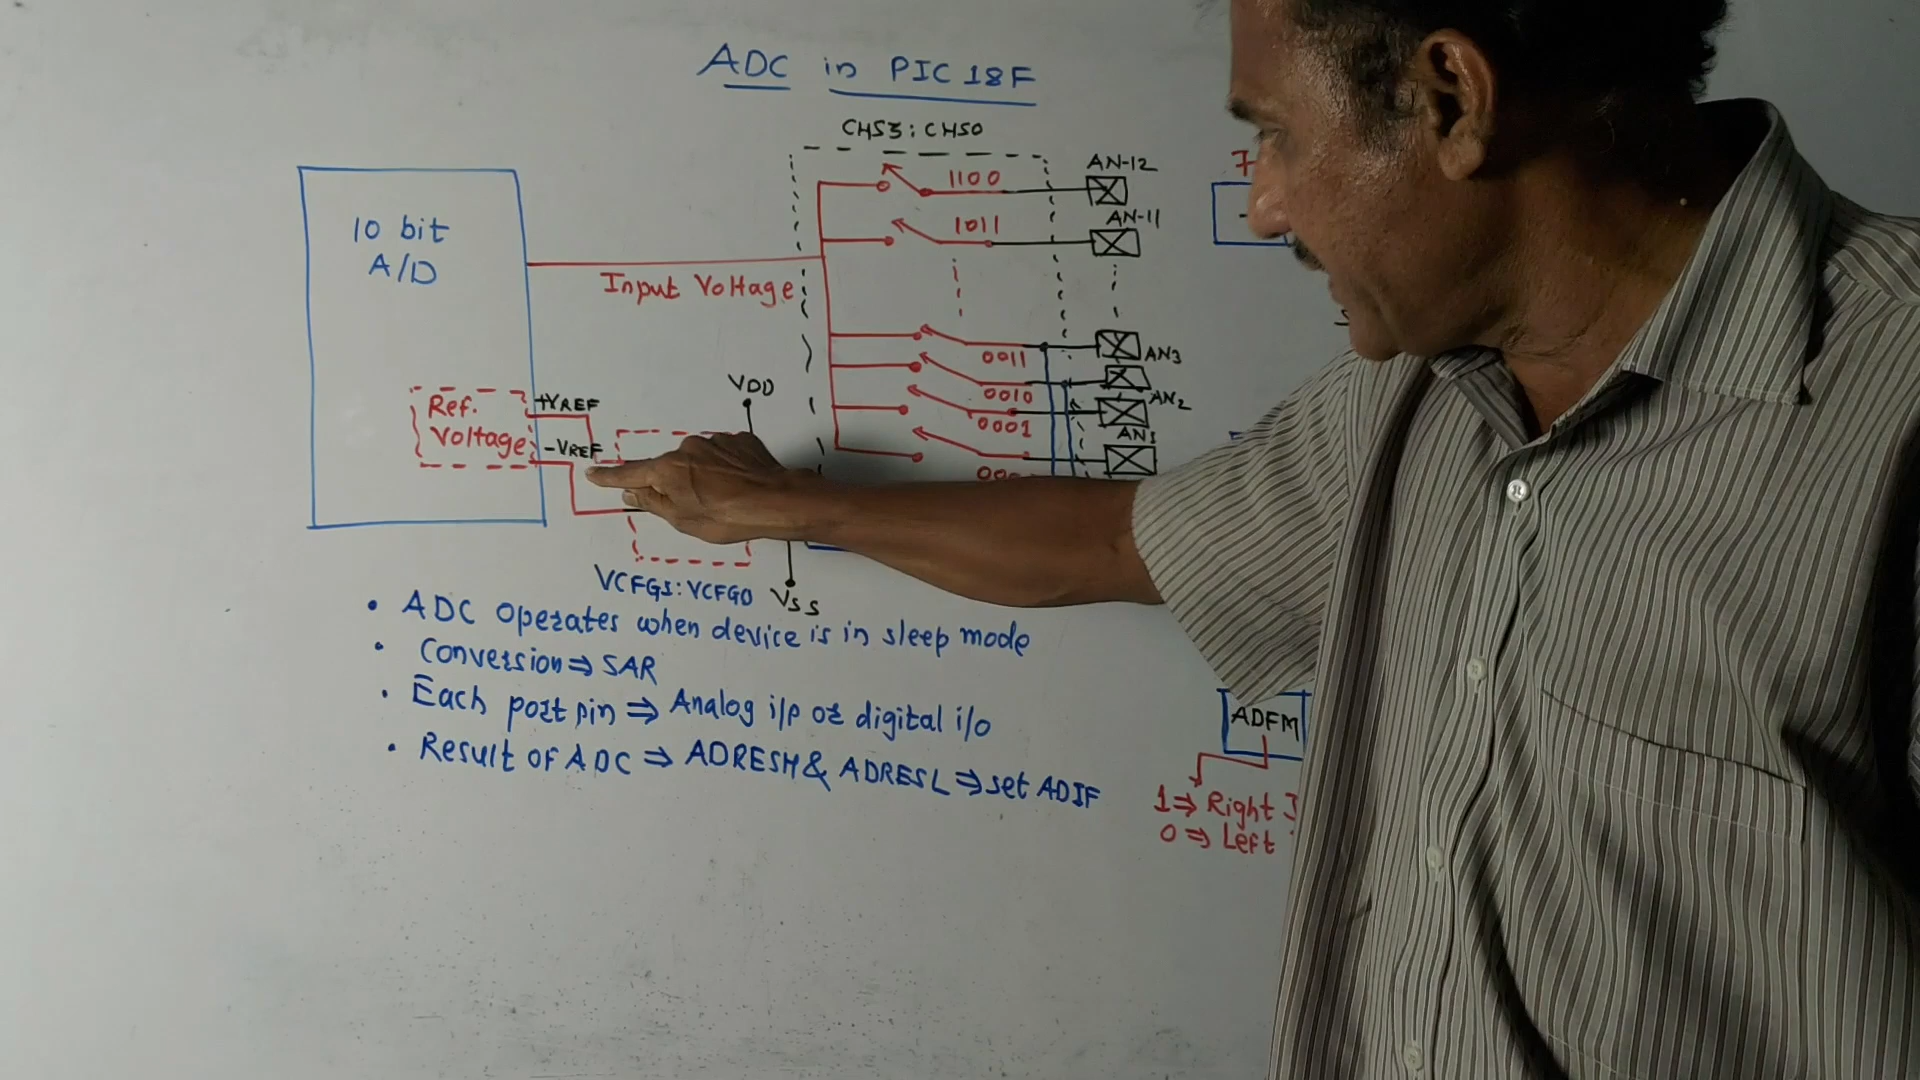 ADC in PIC 18F
CHS3 : CHS0
10 bit
A/D
Input Voltage
1100
AN-12
1011
AN-11
0011
AN3
0010
AN2
0001
AN1
Ref.
Voltage
+VREF
-VREF
VDD
VSS
VCFG1:VCFG0
• ADC operates when device is in sleep mode
• Conversion ⇒ SAR
• Each port pin ⇒ Analog i/p or digital i/o
• Result OF ADC ⇒ ADRESH & ADRESL ⇒ set ADIF
7
ADFM
1 ⇒ Right
0 ⇒ Left